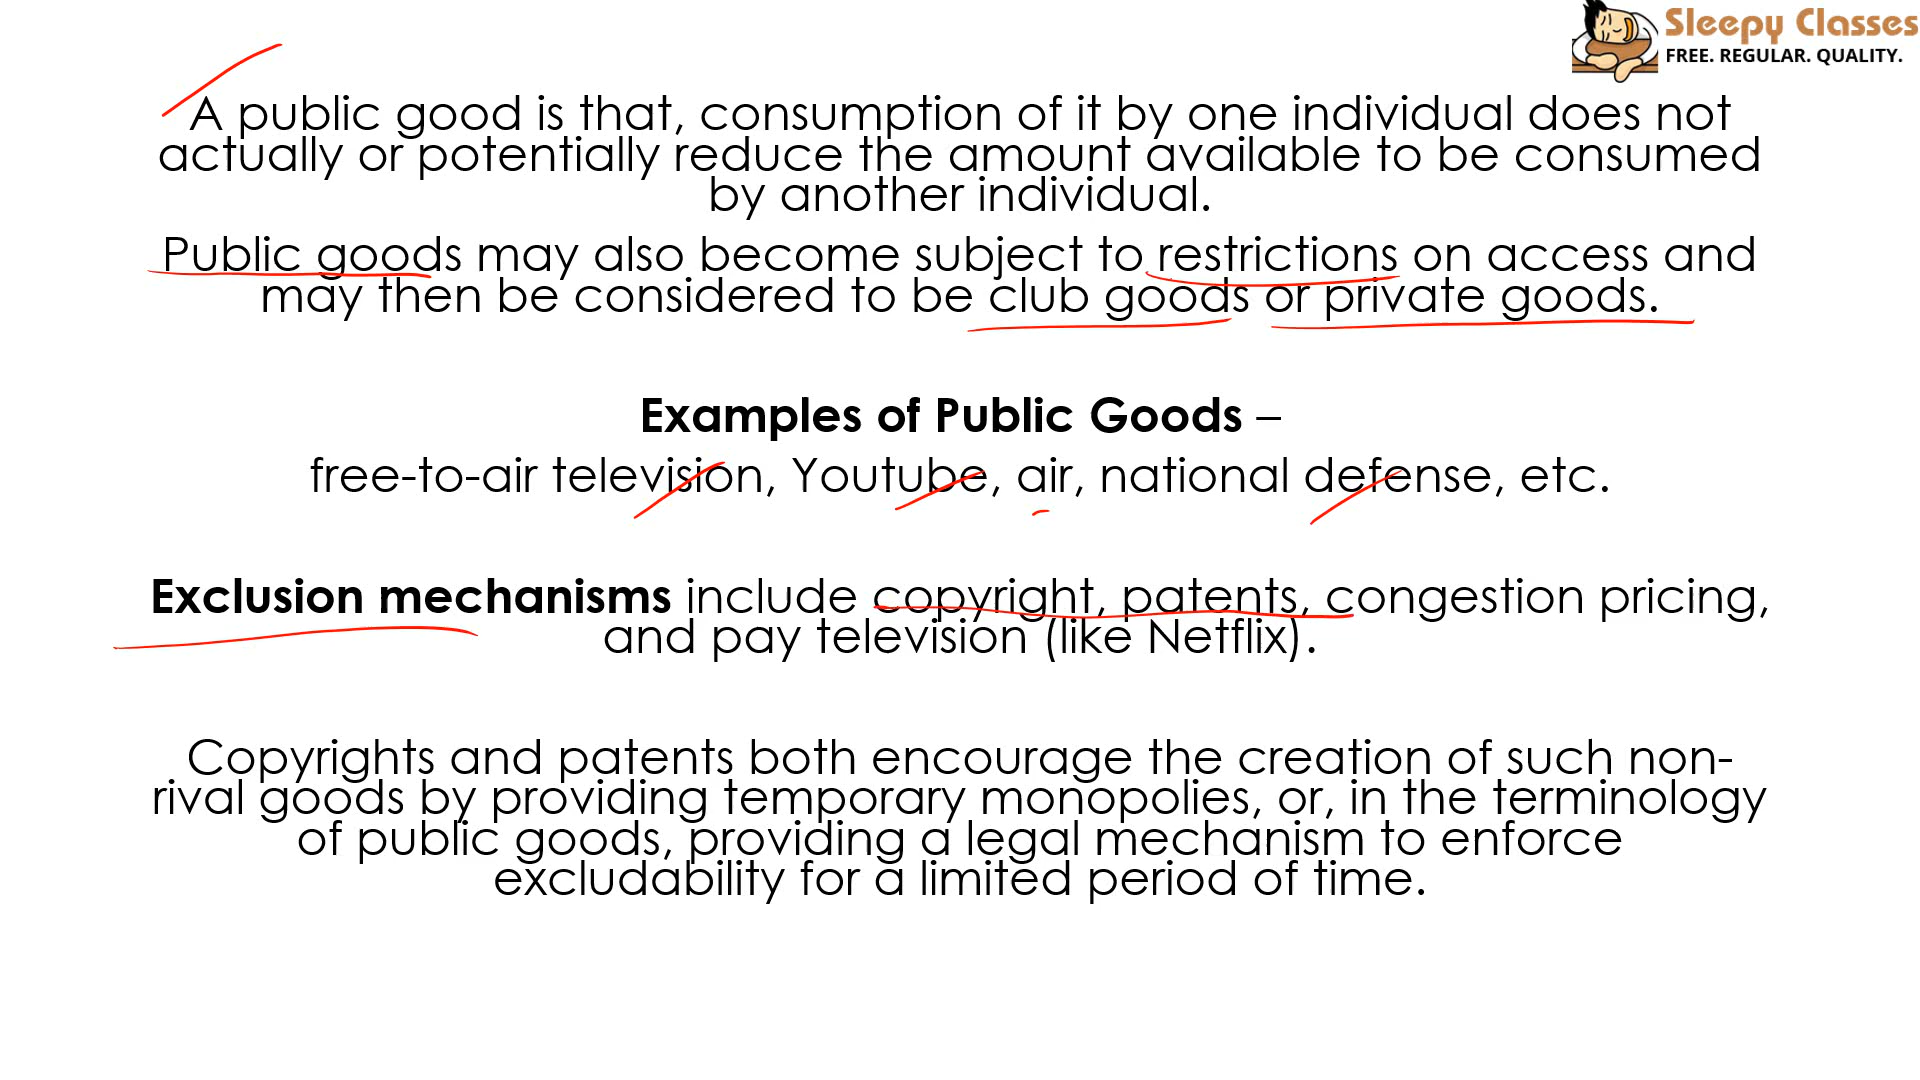 Sleepy Classes
FREE. REGULAR. QUALITY.
A public good is that, consumption of it by one individual does not
actually or potentially reduce the amount available to be consumed
by another individual.
Public goods may also become subject to restrictions on access and
may then be considered to be club goods or private goods.
Examples of Public Goods –
free-to-air television, Youtube, air, national defense, etc.
Exclusion mechanisms include copyright, patents, congestion pricing,
and pay television (like Netflix).
Copyrights and patents both encourage the creation of such non-
rival goods by providing temporary monopolies, or, in the terminology
of public goods, providing a legal mechanism to enforce
excludability for a limited period of time.